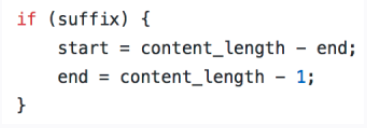 if (suffix) {
    start = content_length - end;
    end = content_length - 1;
}